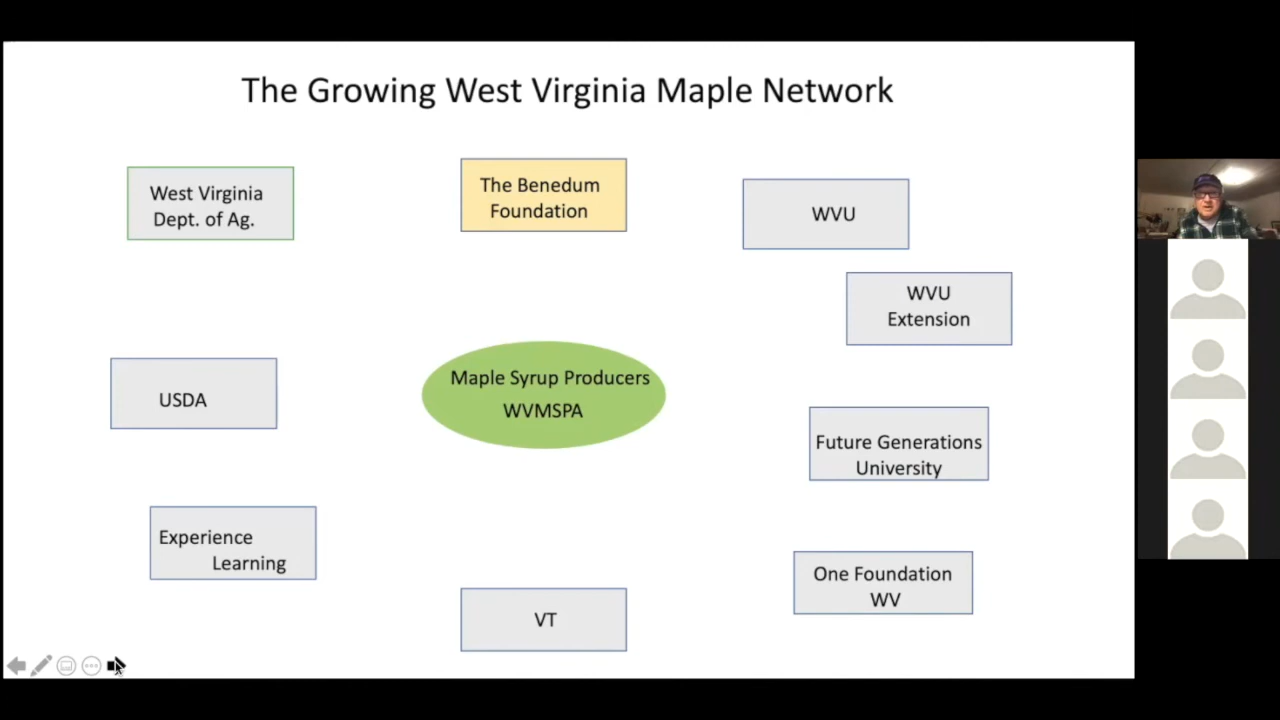 The Growing West Virginia Maple Network
West Virginia
Dept. of Ag.
The Benedum
Foundation
WVU
WVU
Extension
Maple Syrup Producers
WVMSPA
USDA
Future Generations
University
Experience
Learning
One Foundation
WV
VT